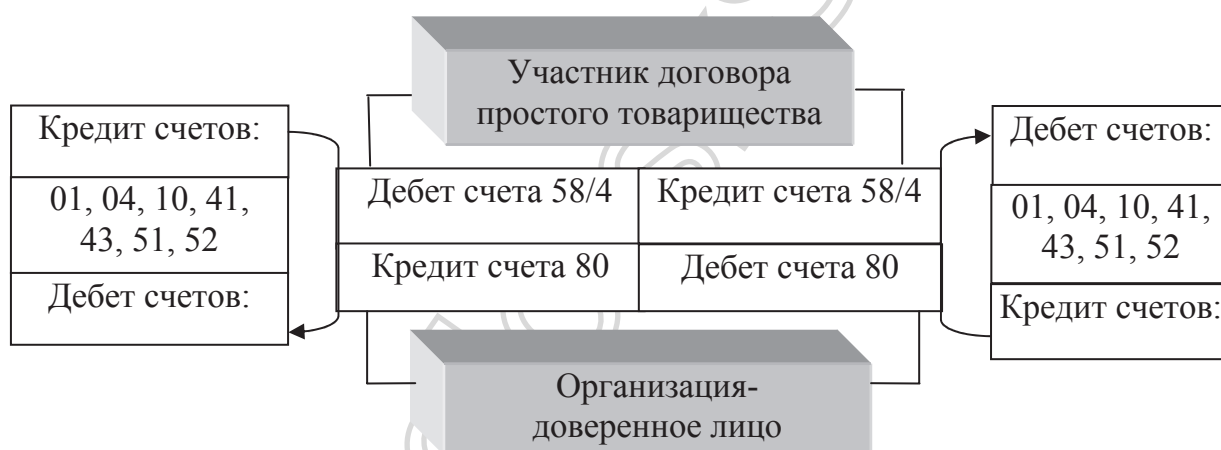 Участник договора
простого товарищества
Кредит счетов:
01, 04, 10, 41,
43, 51, 52
Дебет счетов:
Дебет счета 58/4
Кредит счета 58/4
Кредит счета 80
Дебет счета 80
Дебет счетов:
01, 04, 10, 41,
43, 51, 52
Кредит счетов:
Организация-
доверенное лицо